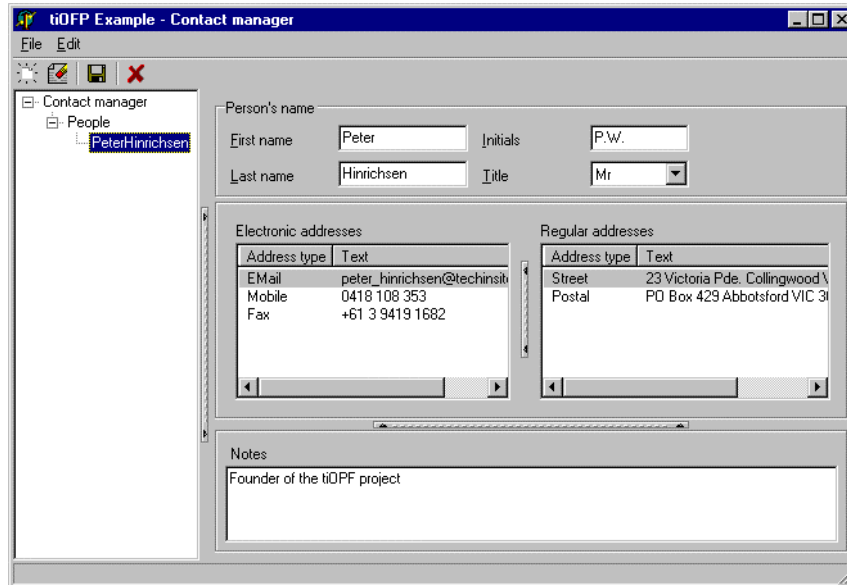 tiOFP Example - Contact manager
File Edit
Contact manager
People
PeterHinrichsen
Person's name
First name Peter Initials P.W.
Last name Hinrichsen Title Mr
Electronic addresses
Address type Text
EMail peter_hinrichsen@techinsit
Mobile 0418 108 353
Fax +61 3 9419 1682
Regular addresses
Address type Text
Street 23 Victoria Pde. Collingwood V
Postal PO Box 429 Abbotsford VIC 30
Notes
Founder of the tiOPF project